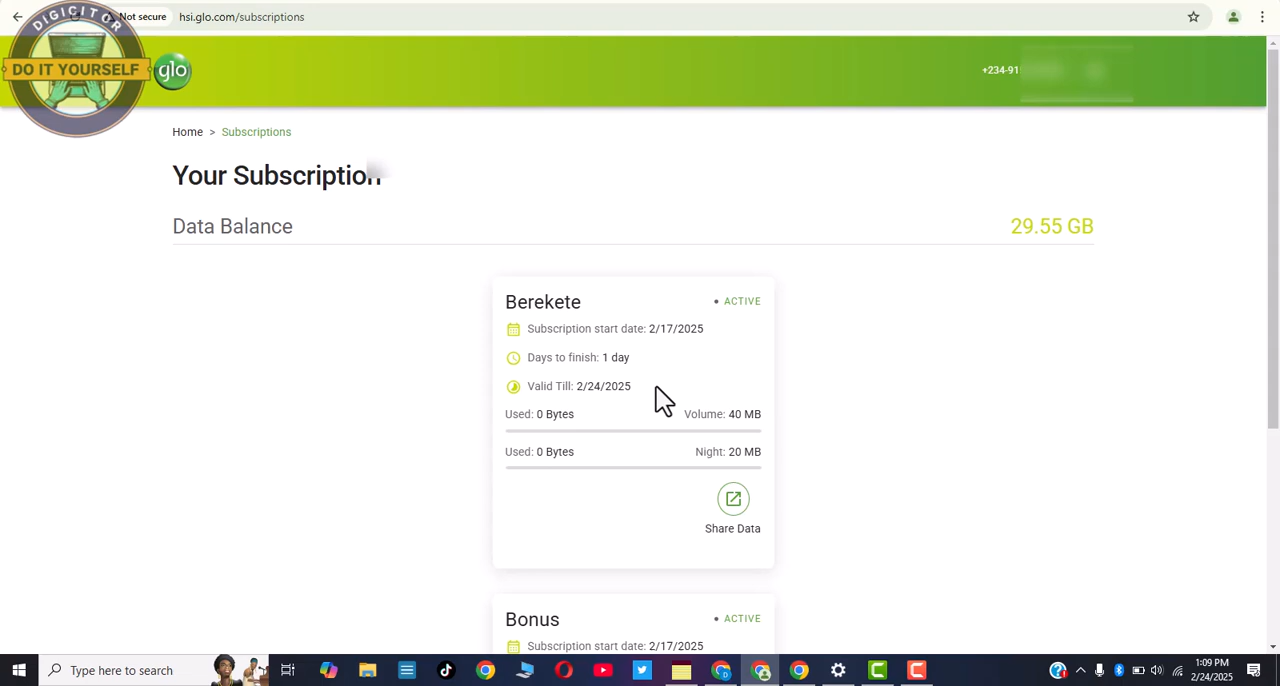 Not secure hsi.glo.com/subscriptions
DIGICITOR
DO IT YOURSELF
glo
+234-91
Home > Subscriptions
Your Subscription
Data Balance 29.55 GB
Berekete • ACTIVE
Subscription start date: 2/17/2025
Days to finish: 1 day
Valid Till: 2/24/2025
Used: 0 Bytes Volume: 40 MB
Used: 0 Bytes Night: 20 MB
Share Data
Bonus • ACTIVE
Subscription start date: 2/17/2025
Type here to search
1:09 PM
2/24/2025